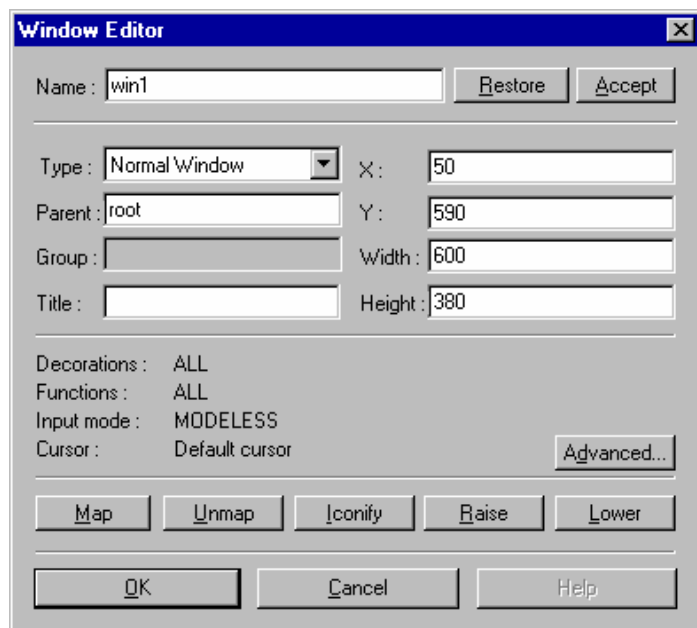 Window Editor
Name : win1 Restore Accept
Type : Normal Window X : 50
Parent : root Y : 590
Group : Width : 600
Title : Height : 380
Decorations : ALL
Functions : ALL
Input mode : MODELESS
Cursor : Default cursor Advanced...
Map Unmap Iconify Raise Lower
OK Cancel Help